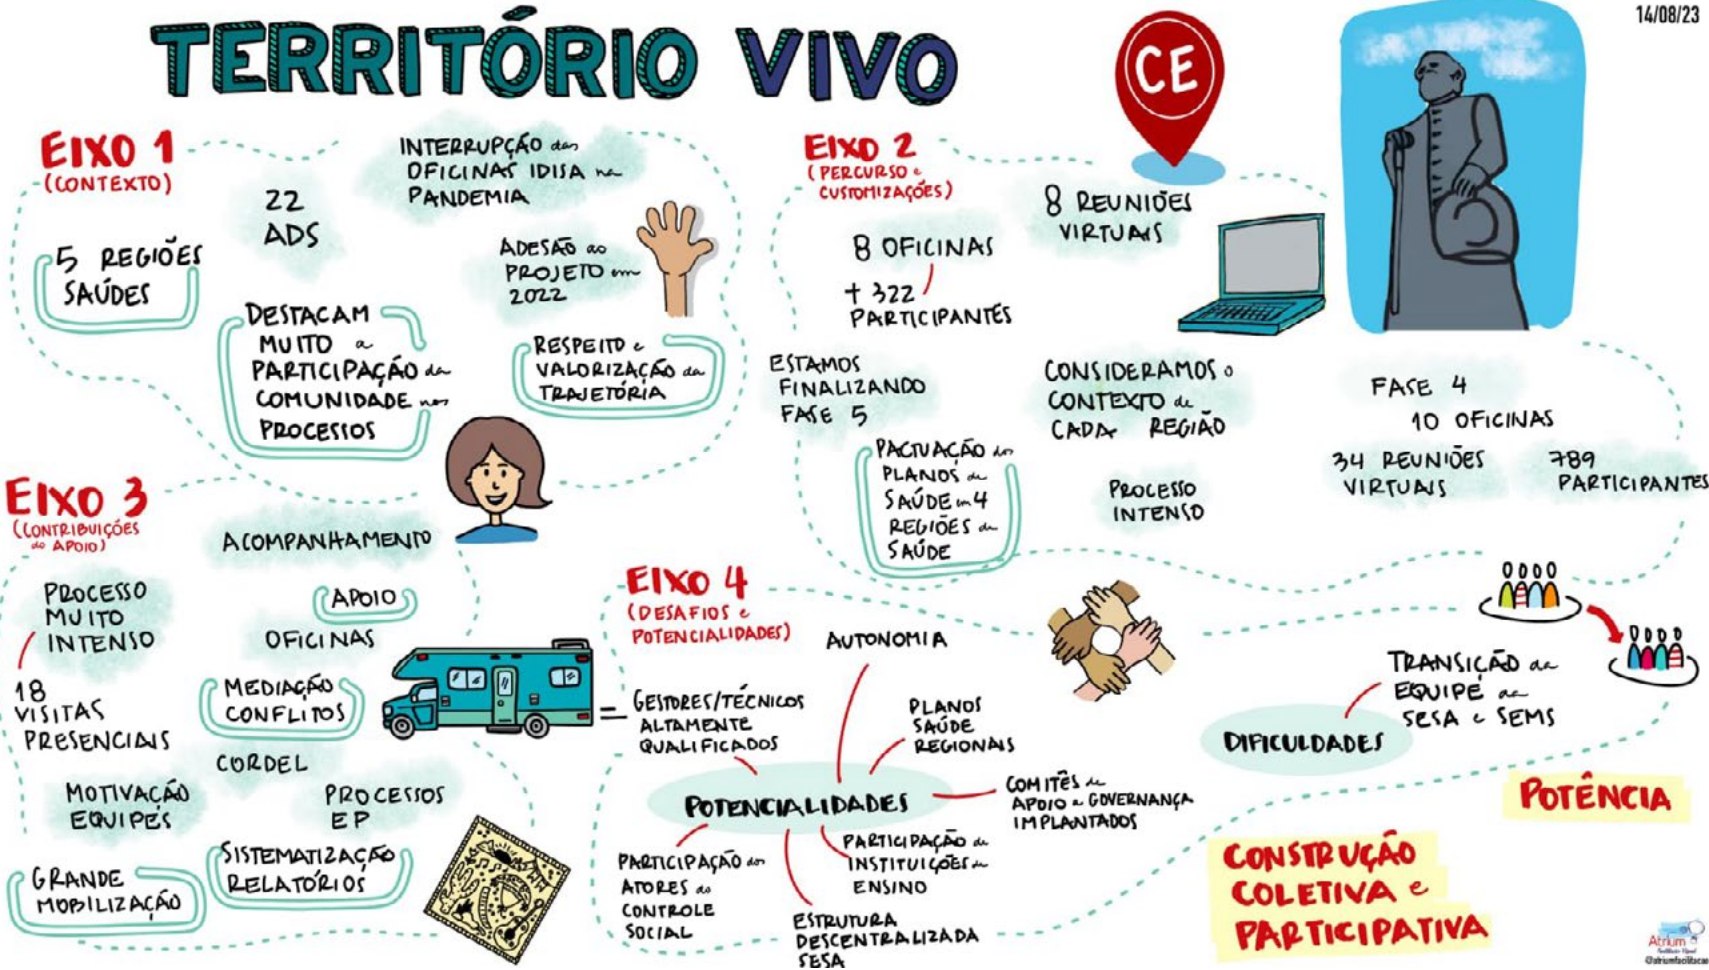 14/08/23
TERRITÓRIO VIVO
CE
EIXO 1
(CONTEXTO)
5 REGIÕES
SAÚDES
22
ADS
INTERRUPÇÃO das
OFICINAS IDISA na
PANDEMIA
ADESÃO ao
PROJETO em
2022
DESTACAM
MUITO a
PARTICIPAÇÃO da
COMUNIDADE nos
PROCESSOS
RESPEITO e
VALORIZAÇÃO da
TRAJETÓRIA
EIXO 2
(PERCURSO e
CUSTOMIZAÇÕES)
8 OFICINAS
+ 322
PARTICIPANTES
8 REUNIÕES
VIRTUAIS
ESTAMOS
FINALIZANDO
FASE 5
PACTUAÇÃO dos
PLANOS de
SAÚDE em 4
REGIÕES de
SAÚDE
CONSIDERAMOS o
CONTEXTO de
CADA REGIÃO
PROCESSO
INTENSO
FASE 4
10 OFICINAS
34 REUNIÕES
VIRTUAIS
789
PARTICIPANTES
EIXO 3
(CONTRIBUIÇÕES
do APOIO)
PROCESSO
MUITO
INTENSO
18
VISITAS
PRESENCIAIS
ACOMPANHAMENTO
APOIO
OFICINAS
MEDIAÇÃO
CONFLITOS
CORDEL
MOTIVAÇÃO
EQUIPES
PROCESSOS
EP
GRANDE
MOBILIZAÇÃO
SISTEMATIZAÇÃO
RELATÓRIOS
EIXO 4
(DESAFIOS e
POTENCIALIDADES)
POTENCIALIDADES
GESTORES/TÉCNICOS
ALTAMENTE
QUALIFICADOS
AUTONOMIA
PLANOS
SAÚDE
REGIONAIS
COMITÊS de
APOIO e GOVERNANÇA
IMPLANTADOS
PARTICIPAÇÃO de
INSTITUIÇÕES de
ENSINO
ESTRUTURA
DESCENTRALIZADA
SESA
PARTICIPAÇÃO dos
ATORES do
CONTROLE
SOCIAL
DIFICULDADES
TRANSIÇÃO da
EQUIPE da
SESA e SEMS
POTÊNCIA
CONSTRUÇÃO
COLETIVA e
PARTICIPATIVA
Atrium
@atriumfacilitacao